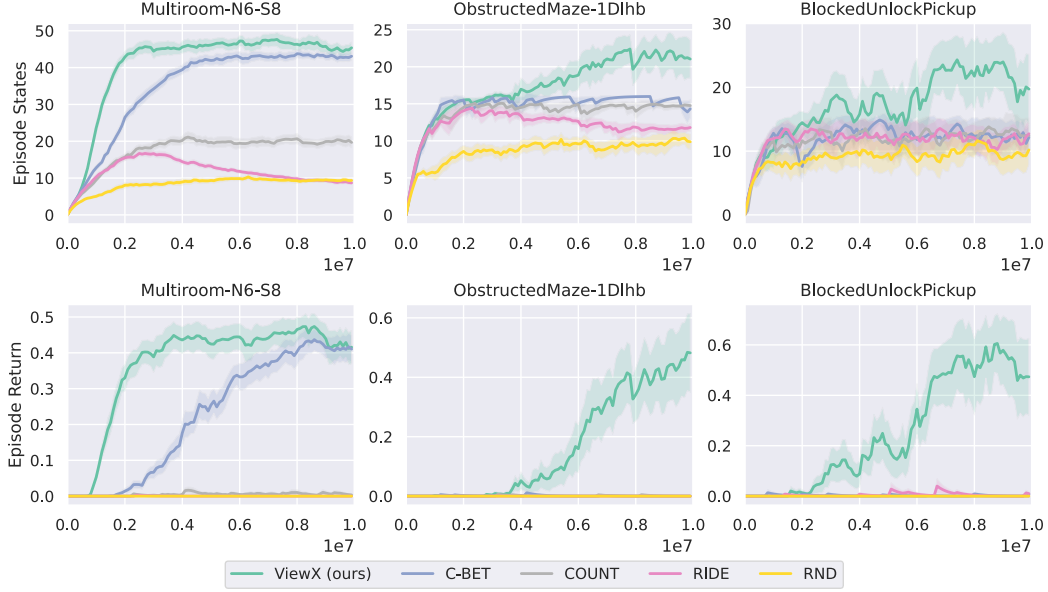 Multiroom-N6-S8
ObstructedMaze-1Dlhb
BlockedUnlockPickup
Episode States
50
40
30
20
10
0
0.0 0.2 0.4 0.6 0.8 1.0
1e7
25
20
15
10
5
0
0.0 0.2 0.4 0.6 0.8 1.0
1e7
30
20
10
0
0.0 0.2 0.4 0.6 0.8 1.0
1e7
Multiroom-N6-S8
ObstructedMaze-1Dlhb
BlockedUnlockPickup
Episode Return
0.5
0.4
0.3
0.2
0.1
0.0
0.0 0.2 0.4 0.6 0.8 1.0
1e7
0.6
0.4
0.2
0.0
0.0 0.2 0.4 0.6 0.8 1.0
1e7
0.6
0.4
0.2
0.0
0.0 0.2 0.4 0.6 0.8 1.0
1e7
ViewX (ours) C-BET COUNT RIDE RND